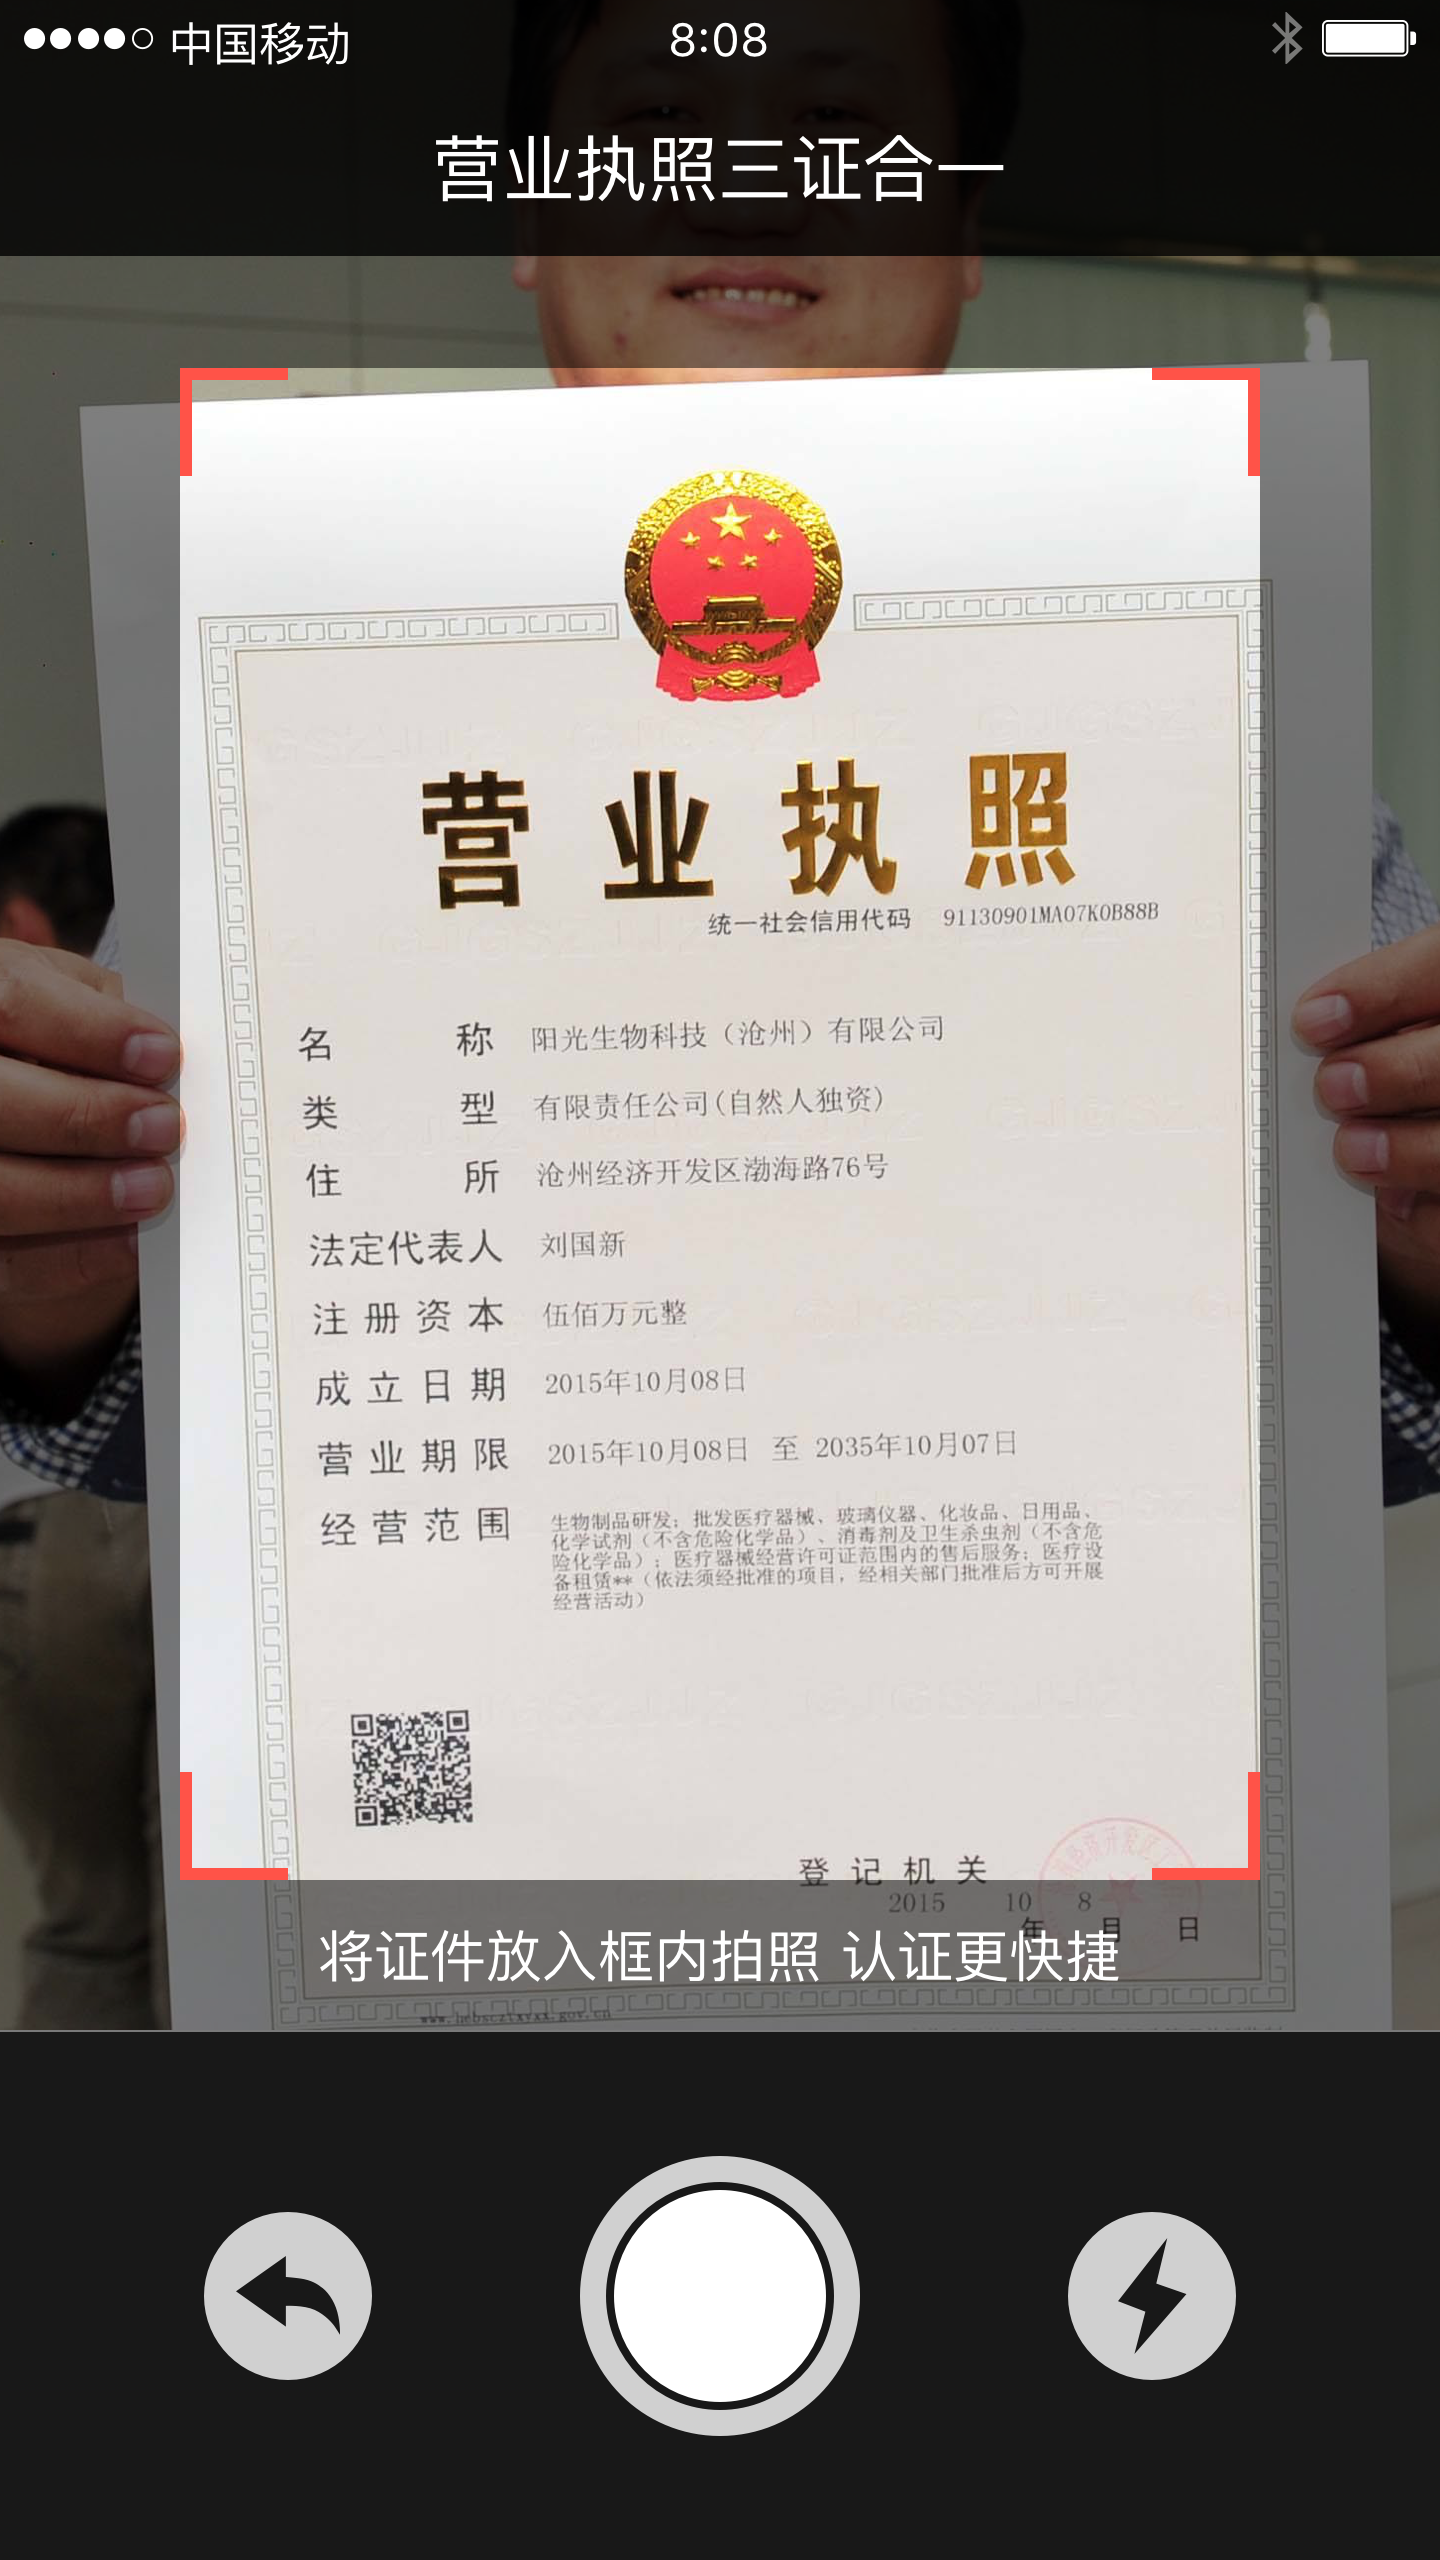 中国移动 8:08
营业执照三证合一
营业执照
统一社会信用代码 91130901MA07K0B88B
名称 阳光生物科技（沧州）有限公司
类型 有限责任公司(自然人独资)
住所 沧州经济开发区渤海路76号
法定代表人 刘国新
注册资本 伍佰万元整
成立日期 2015年10月08日
营业期限 2015年10月08日 至 2035年10月07日
经营范围 生物制品研发；批发医疗器械、玻璃仪器、化妆品、日用品、
化学试剂（不含危险化学品）、消毒剂及卫生杀虫剂（不含危
险化学品）；医疗器械经营许可证范围内的售后服务；医疗设
备租赁**（依法须经批准的项目，经相关部门批准后方可开展
经营活动）
登记机关
2015 10 8
年 月 日
将证件放入框内拍照 认证更快捷